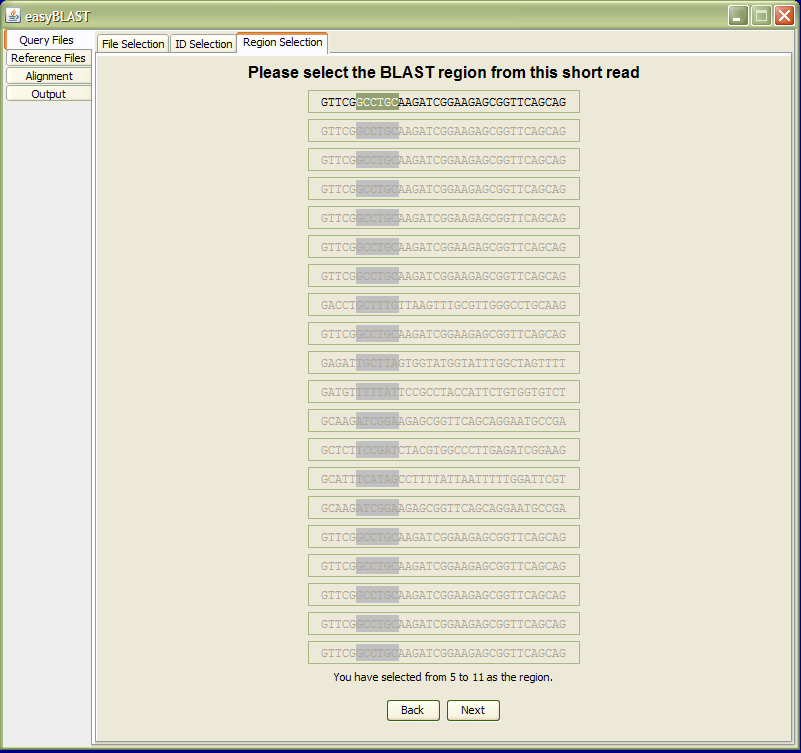 easyBLAST
Query Files
Reference Files
Alignment
Output
File Selection
ID Selection
Region Selection
Please select the BLAST region from this short read
GTTCGGCCTGCAAGATCGGAAGAGCGGTTCAGCAG
GTTCGGCCTGCAAGATCGGAAGAGCGGTTCAGCAG
GTTCGGCCTGCAAGATCGGAAGAGCGGTTCAGCAG
GTTCGGCCTGCAAGATCGGAAGAGCGGTTCAGCAG
GTTCGGCCTGCAAGATCGGAAGAGCGGTTCAGCAG
GTTCGGCCTGCAAGATCGGAAGAGCGGTTCAGCAG
GTTCGGCCTGCAAGATCGGAAGAGCGGTTCAGCAG
GACCTGCTTTGTTAAGTTTGCGTTGGGCCTGCAAG
GTTCGGCCTGCAAGATCGGAAGAGCGGTTCAGCAG
GAGATTGCTTAGTGGTATGGTATTTGGCTAGTTTT
GATGTTTTTATTCCGCCTACCATTCTGTGGTGTCT
GCAAGATCGGAAGAGCGGTTCAGCAGGAATGCCGA
GCTCTTCCGATCTACGTGGCCCTTGAGATCGGAAG
GCATTTCATAGCCTTTTATTAATTTTTGGATTCGT
GCAAGATCGGAAGAGCGGTTCAGCAGGAATGCCGA
GTTCGGCCTGCAAGATCGGAAGAGCGGTTCAGCAG
GTTCGGCCTGCAAGATCGGAAGAGCGGTTCAGCAG
GTTCGGCCTGCAAGATCGGAAGAGCGGTTCAGCAG
GTTCGGCCTGCAAGATCGGAAGAGCGGTTCAGCAG
GTTCGGCCTGCAAGATCGGAAGAGCGGTTCAGCAG
You have selected from 5 to 11 as the region.
Back
Next